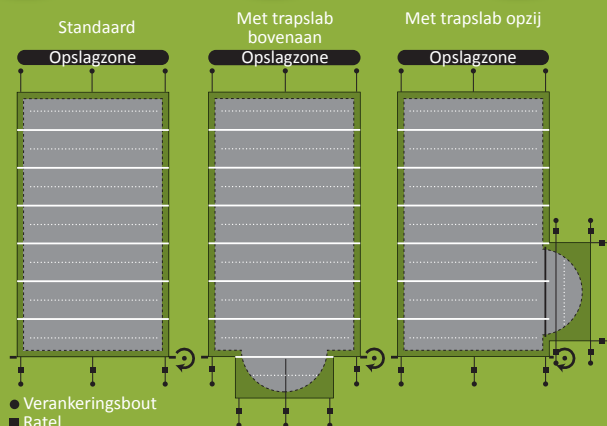 Standaard
Met trapslab
bovenaan
Met trapslab opzij
Opslagzone
Opslagzone
Opslagzone
Verankeringsbout
Ratel